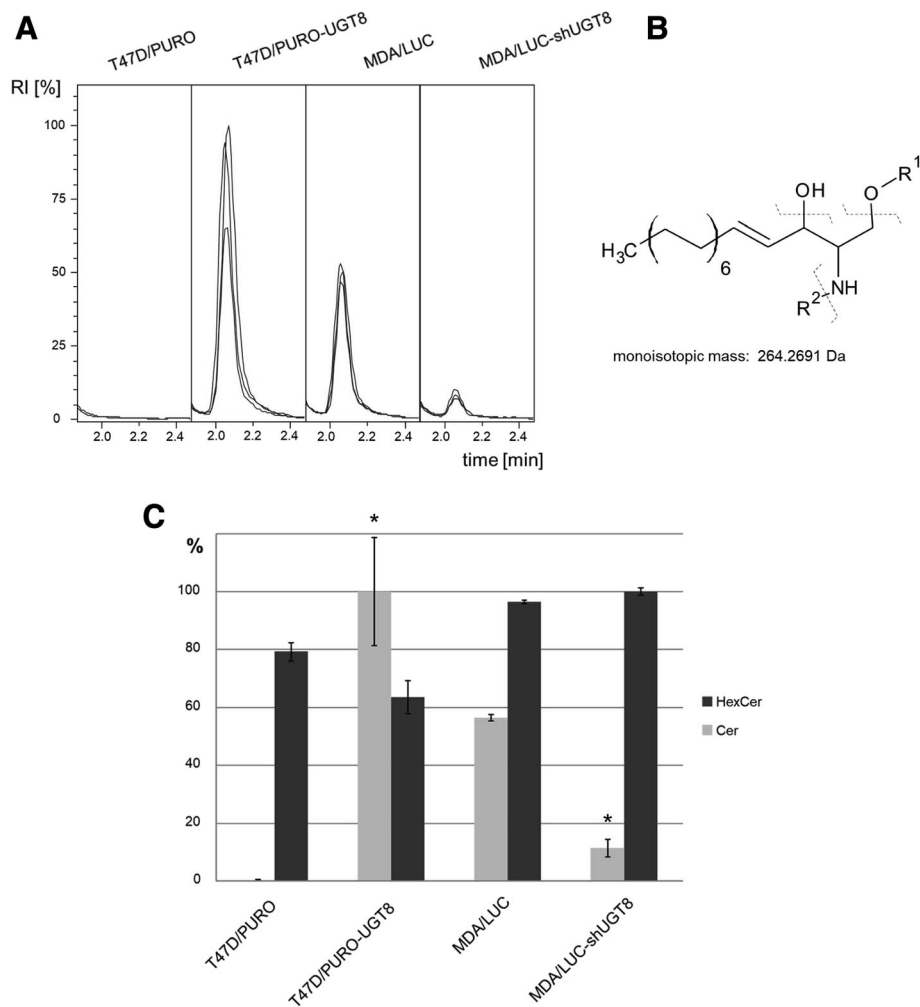 A
T47D/PURO
T47D/PURO-UGT8
MDA/LUC
MDA/LUC-shUGT8
RI [%]
100
75
50
25
0
2.0 2.2 2.4 2.0 2.2 2.4 2.0 2.2 2.4 2.0 2.2 2.4
time [min]
B
R1
OH
O
H3C
6
NH
R2
monoisotopic mass: 264.2691 Da
C
%
*
100
80
60
40
20
0
*
HexCer
Cer
T47D/PURO
T47D/PURO-UGT8
MDA/LUC
MDA/LUC-shUGT8